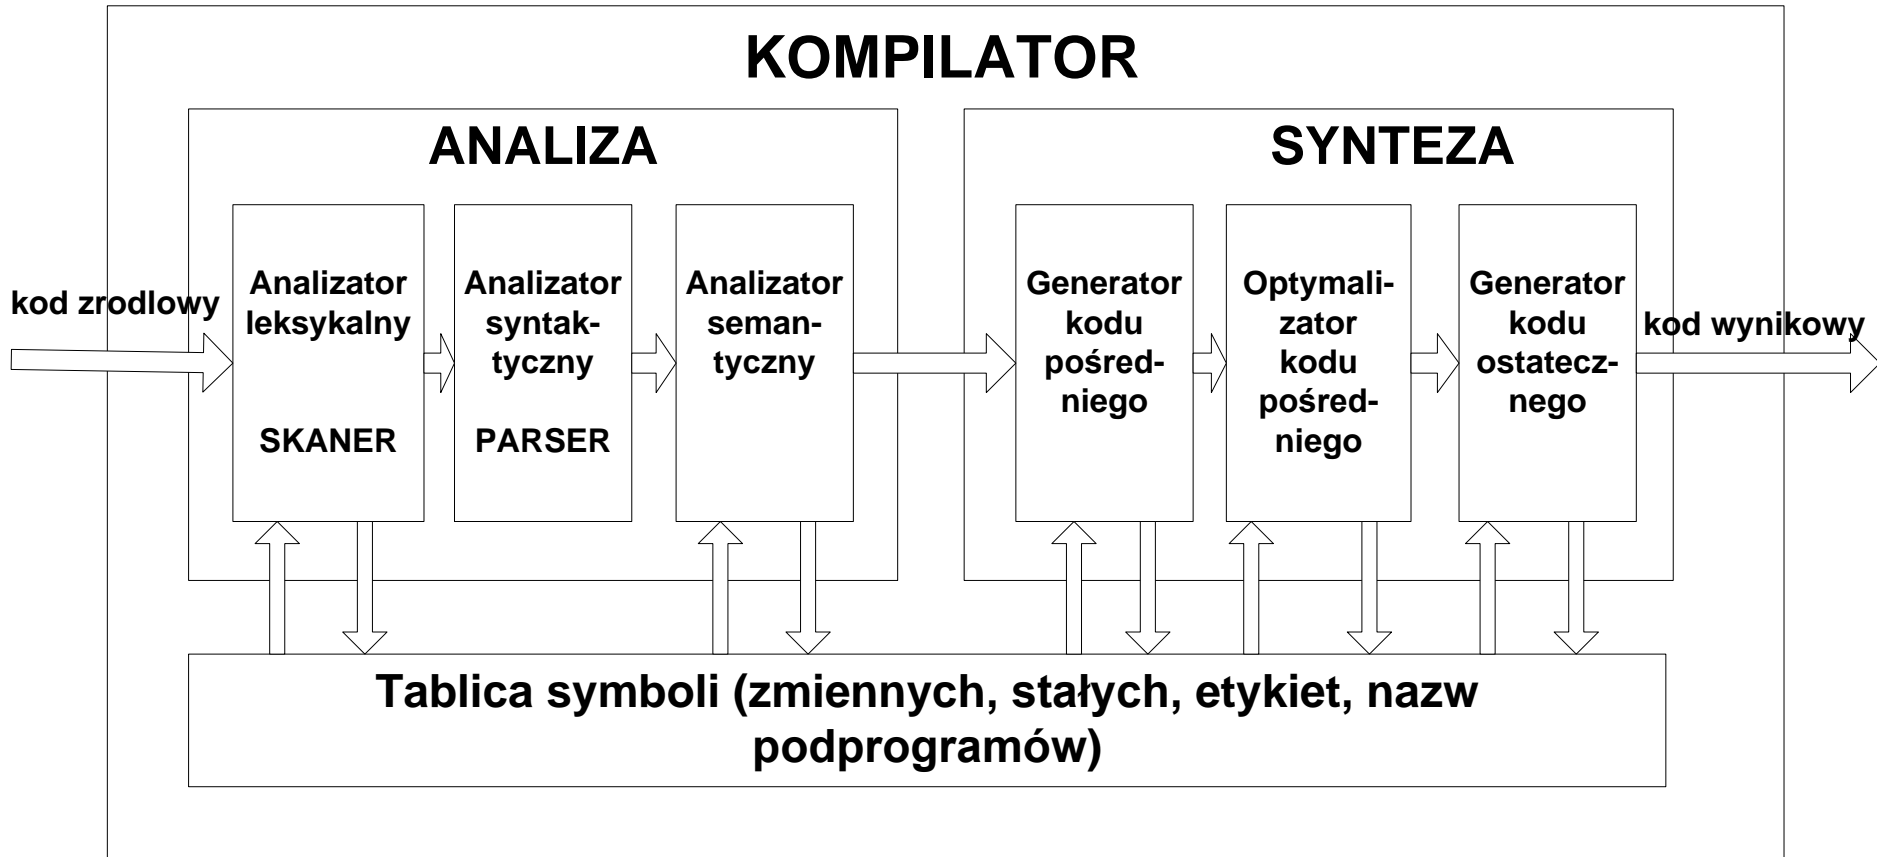 KOMPILATOR
ANALIZA
SYNTEZA
kod zrodlowy
Analizator
leksykalny
SKANER
Analizator
syntak-
tyczny
PARSER
Analizator
seman-
tyczny
Generator
kodu
pośred-
niego
Optymali-
zator
kodu
pośred-
niego
Generator
kodu
ostatecz-
nego
kod wynikowy
Tablica symboli (zmiennych, stałych, etykiet, nazw
podprogramów)